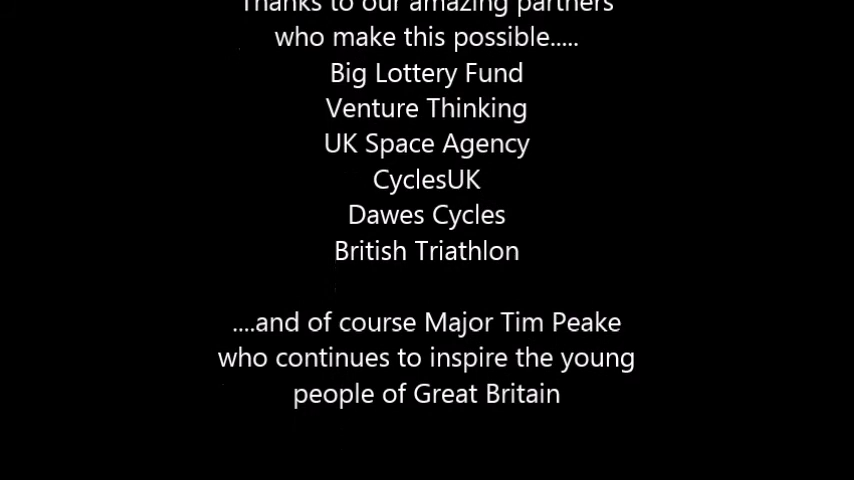 Thanks to our amazing partners
who make this possible.....
Big Lottery Fund
Venture Thinking
UK Space Agency
CyclesUK
Dawes Cycles
British Triathlon
....and of course Major Tim Peake
who continues to inspire the young
people of Great Britain